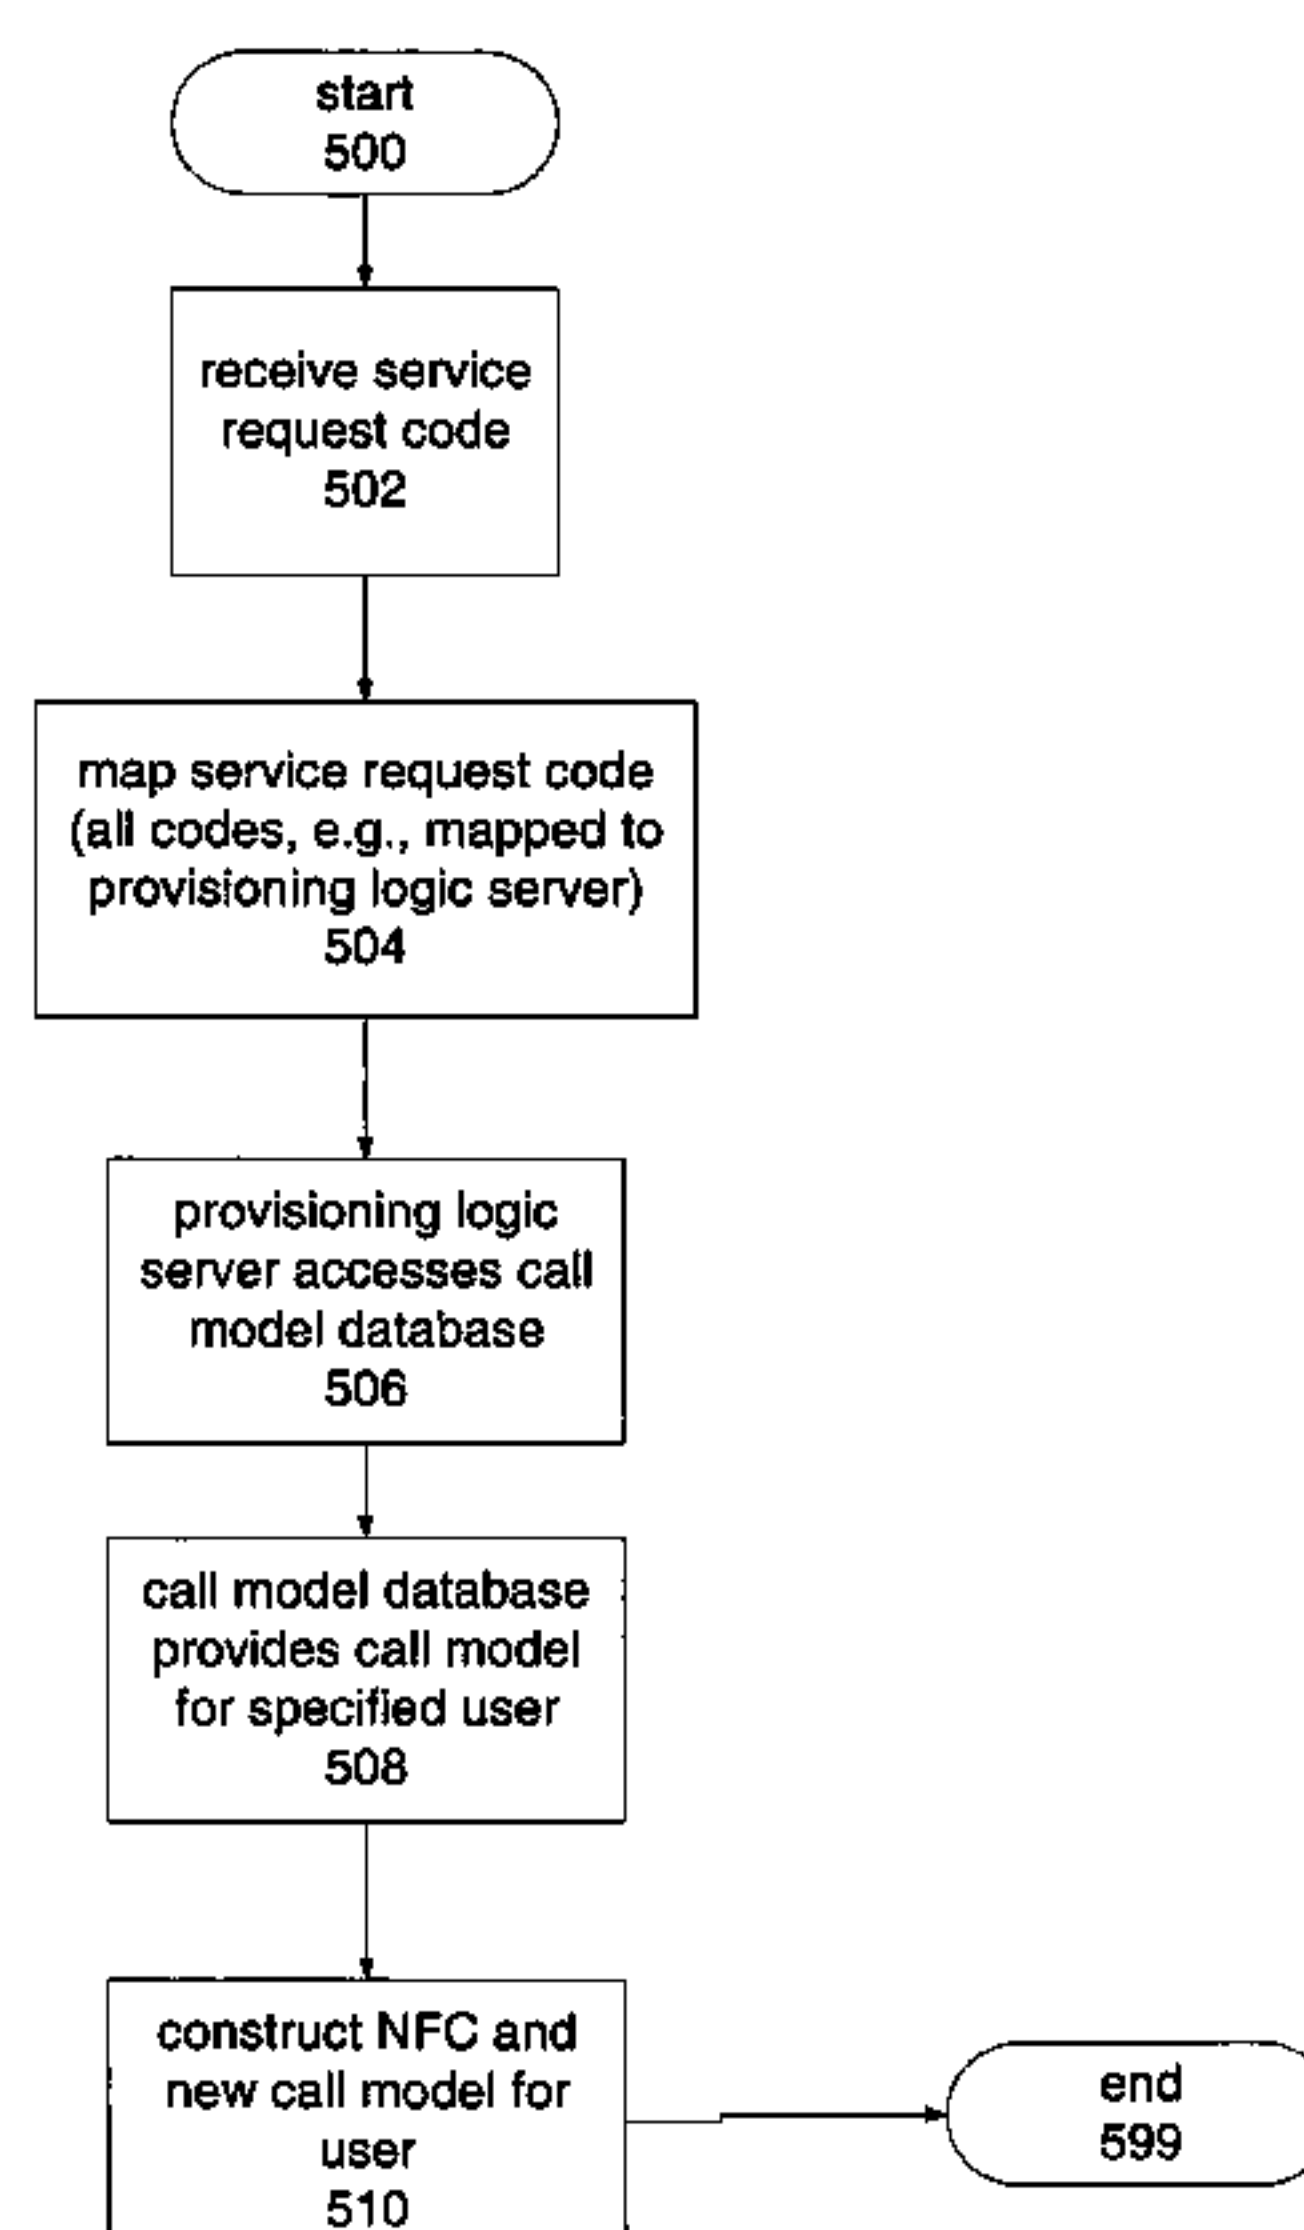 start
500
receive service
request code
502
map service request code
(all codes, e.g., mapped to
provisioning logic server)
504
provisioning logic
server accesses call
model database
506
call model database
provides call model
for specified user
508
construct NFC and
new call model for
user
510
end
599